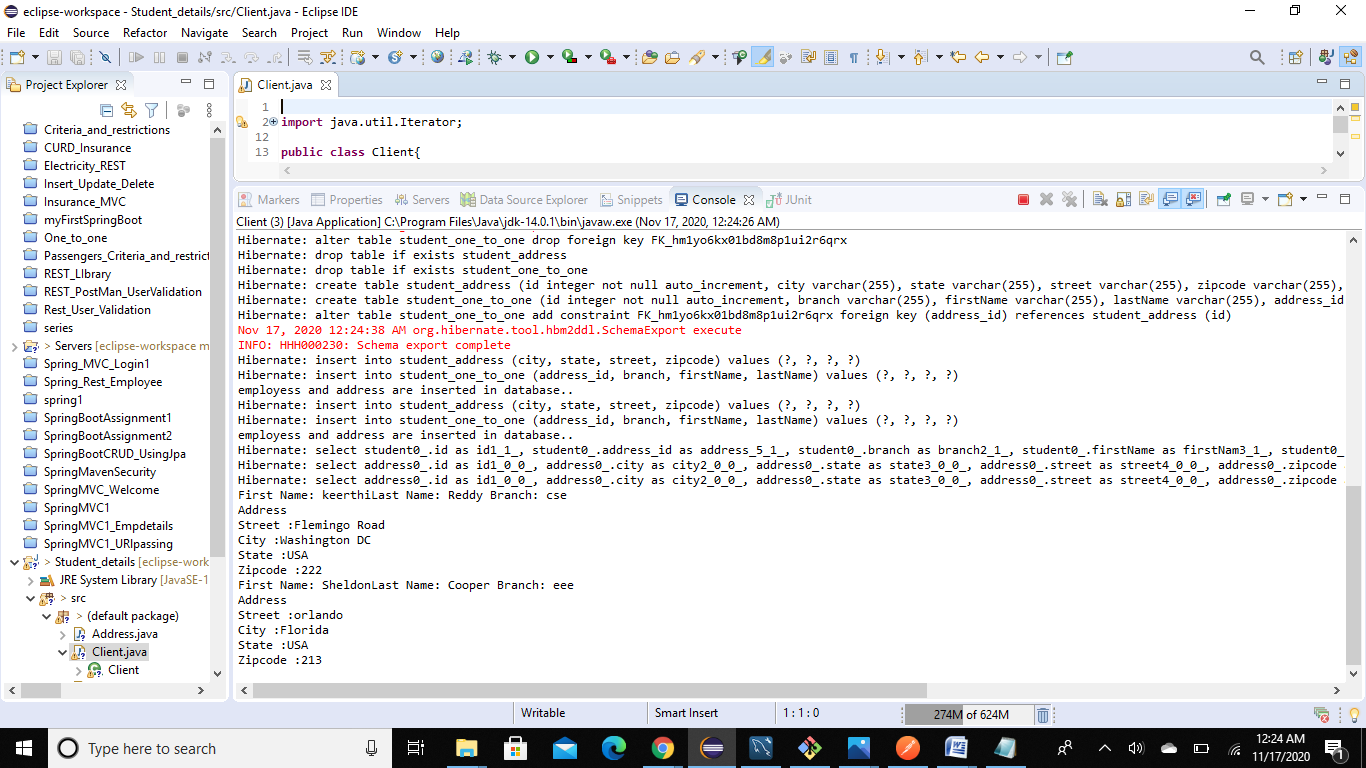 eclipse-workspace - Student_details/src/Client.java - Eclipse IDE
File Edit Source Refactor Navigate Search Project Run Window Help
Project Explorer
Criteria_and_restrictions
CURD_Insurance
Electricity_REST
Insert_Update_Delete
Insurance_MVC
myFirstSpringBoot
One_to_one
Passengers_Criteria_and_restrict
REST_LIbrary
REST_PostMan_UserValidation
Rest_User_Validation
series
> Servers [eclipse-workspace m
Spring_MVC_Login1
Spring_Rest_Employee
spring1
SpringBootAssignment1
SpringBootAssignment2
SpringBootCRUD_UsingJpa
SpringMavenSecurity
SpringMVC_Welcome
SpringMVC1
SpringMVC1_Empdetails
SpringMVC1_URIpassing
> Student_details [eclipse-work
JRE System Library [JavaSE-1
> src
> (default package)
Address.java
Client.java
Client
Client.java
1
2 import java.util.Iterator;
12
13 public class Client{
Markers Properties Servers Data Source Explorer Snippets Console JUnit
Client (3) [Java Application] C:\Program Files\Java\jdk-14.0.1\bin\javaw.exe (Nov 17, 2020, 12:24:26 AM)
Hibernate: alter table student_one_to_one drop foreign key FK_hm1yo6kx01bd8m8p1ui2r6qrx
Hibernate: drop table if exists student_address
Hibernate: drop table if exists student_one_to_one
Hibernate: create table student_address (id integer not null auto_increment, city varchar(255), state varchar(255), street varchar(255), zipcode varchar(255),
Hibernate: create table student_one_to_one (id integer not null auto_increment, branch varchar(255), firstName varchar(255), lastName varchar(255), address_id
Hibernate: alter table student_one_to_one add constraint FK_hm1yo6kx01bd8m8p1ui2r6qrx foreign key (address_id) references student_address (id)
Nov 17, 2020 12:24:38 AM org.hibernate.tool.hbm2ddl.SchemaExport execute
INFO: HHH000230: Schema export complete
Hibernate: insert into student_address (city, state, street, zipcode) values (?, ?, ?, ?)
Hibernate: insert into student_one_to_one (address_id, branch, firstName, lastName) values (?, ?, ?, ?)
employess and address are inserted in database..
Hibernate: insert into student_address (city, state, street, zipcode) values (?, ?, ?, ?)
Hibernate: insert into student_one_to_one (address_id, branch, firstName, lastName) values (?, ?, ?, ?)
employess and address are inserted in database..
Hibernate: select student0_.id as id1_1_, student0_.address_id as address_5_1_, student0_.branch as branch2_1_, student0_.firstName as firstNam3_1_, student0_
Hibernate: select address0_.id as id1_0_0_, address0_.city as city2_0_0_, address0_.state as state3_0_0_, address0_.street as street4_0_0_, address0_.zipcode
Hibernate: select address0_.id as id1_0_0_, address0_.city as city2_0_0_, address0_.state as state3_0_0_, address0_.street as street4_0_0_, address0_.zipcode
First Name: keerthiLast Name: Reddy Branch: cse
Address
Street :Flemingo Road
City :Washington DC
State :USA
Zipcode :222
First Name: SheldonLast Name: Cooper Branch: eee
Address
Street :orlando
City :Florida
State :USA
Zipcode :213
Writable Smart Insert 1 : 1 : 0 274M of 624M
Type here to search
12:24 AM
11/17/2020